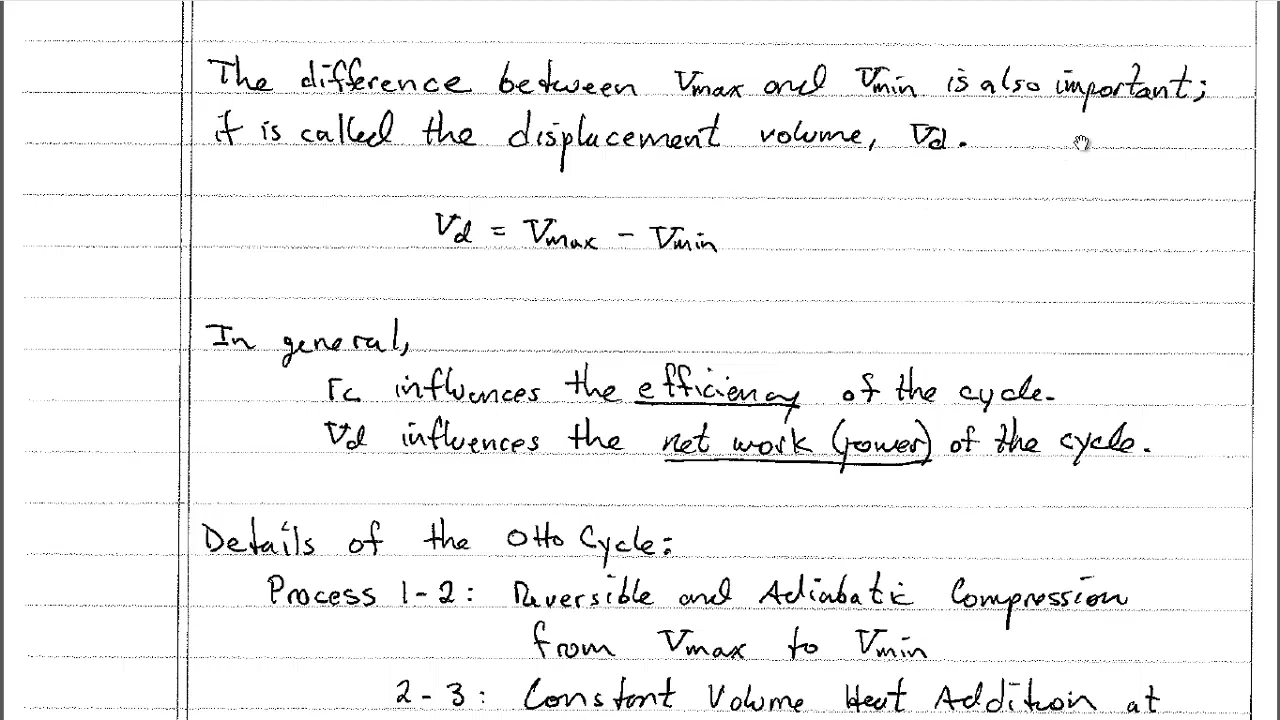 The difference between Vmax and Vmin is also important;
it is called the displacement volume, Vd.
Vd = Vmax - Vmin
In general,
rc influences the efficiency of the cycle.
Vd influences the net work (power) of the cycle.
Details of the Otto Cycle:
Process 1-2: Reversible and Adiabatic Compression
from Vmax to Vmin
2-3: Constant Volume Heat Addition at